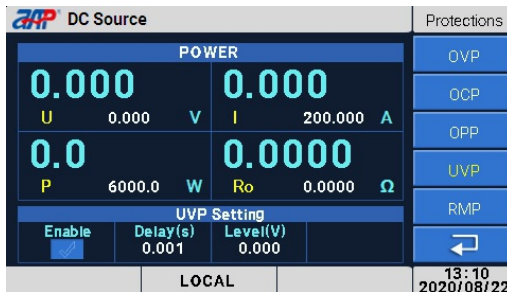 AAP DC Source
Protections
POWER
0.000 0.000
U 0.000 V I 200.000 A
0.0 0.0000
P 6000.0 W Ro 0.0000 Ω
UVP Setting
Enable Delay(s) Level(V)
0.001 0.000
OVP
OCP
OPP
UVP
RMP
LOCAL
13:10
2020/08/22